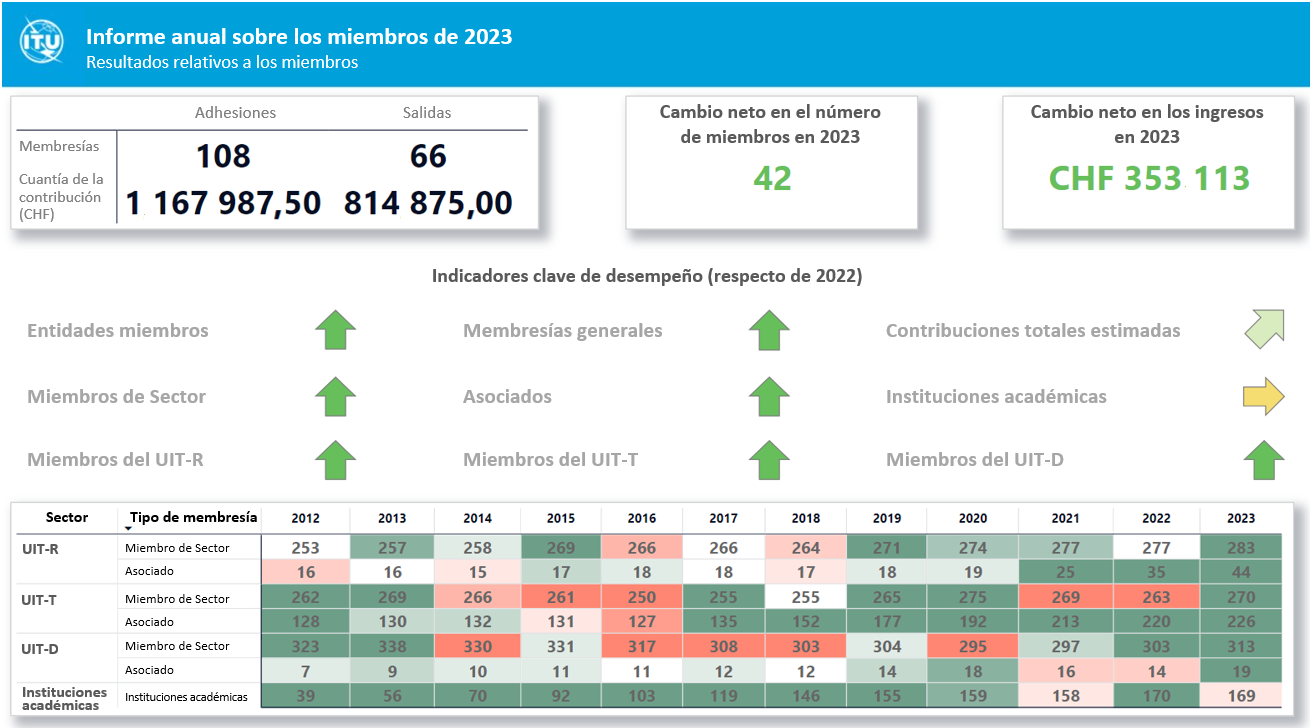 ITU
Informe anual sobre los miembros de 2023
Resultados relativos a los miembros
Adhesiones Salidas
Membresías 108 66
Cuantía de la
contribución
(CHF)
1 167 987,50 814 875,00
Cambio neto en el número
de miembros en 2023
42
Cambio neto en los ingresos
en 2023
CHF 353 113
Indicadores clave de desempeño (respecto de 2022)
Entidades miembros Membresías generales Contribuciones totales estimadas
Miembros de Sector Asociados Instituciones académicas
Miembros del UIT-R Miembros del UIT-T Miembros del UIT-D
Sector Tipo de membresía 2012 2013 2014 2015 2016 2017 2018 2019 2020 2021 2022 2023
UIT-R Miembro de Sector 253 257 258 269 266 266 264 271 274 277 277 283
Asociado 16 16 15 17 18 18 17 18 19 25 35 44
UIT-T Miembro de Sector 262 269 266 261 250 255 255 265 275 269 263 270
Asociado 128 130 132 131 127 135 152 177 192 213 220 226
UIT-D Miembro de Sector 323 338 330 331 317 308 303 304 295 297 303 313
Asociado 7 9 10 11 11 12 12 14 18 16 14 19
Instituciones
académicas
Instituciones académicas 39 56 70 92 103 119 146 155 159 158 170 169